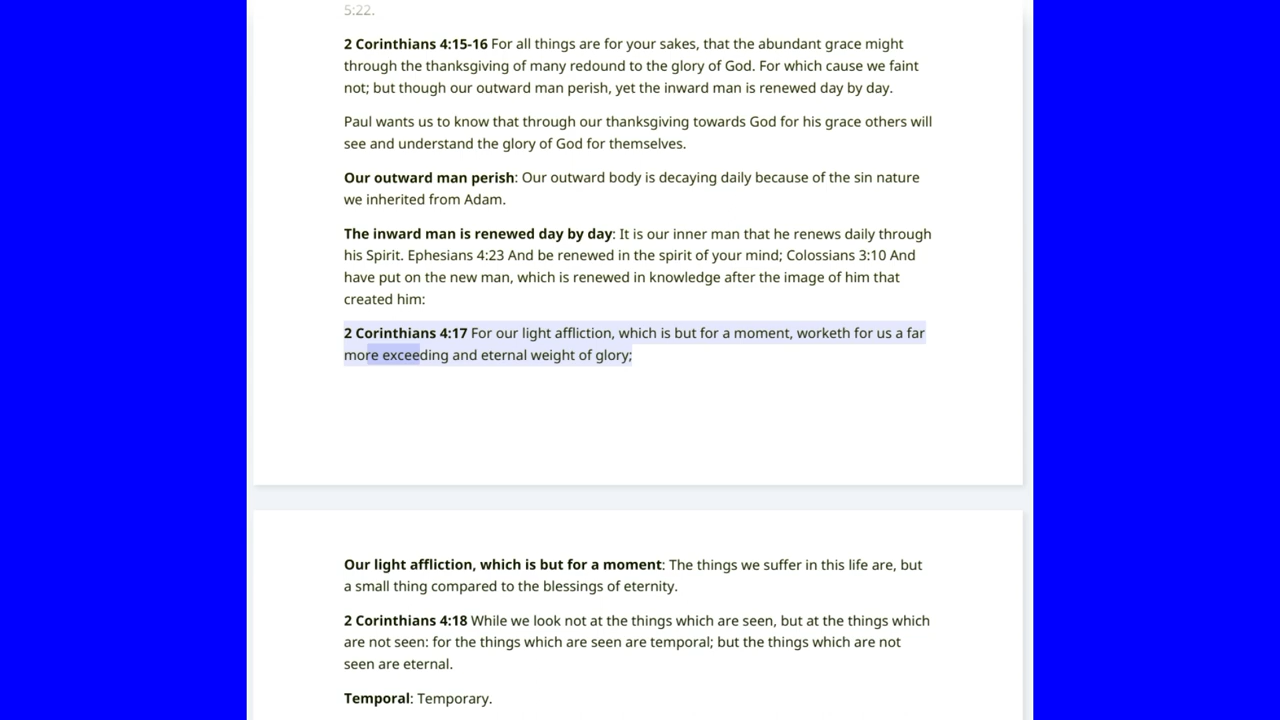 5:22.
2 Corinthians 4:15-16 For all things are for your sakes, that the abundant grace might
through the thanksgiving of many redound to the glory of God. For which cause we faint
not; but though our outward man perish, yet the inward man is renewed day by day.
Paul wants us to know that through our thanksgiving towards God for his grace others will
see and understand the glory of God for themselves.
Our outward man perish: Our outward body is decaying daily because of the sin nature
we inherited from Adam.
The inward man is renewed day by day: It is our inner man that he renews daily through
his Spirit. Ephesians 4:23 And be renewed in the spirit of your mind; Colossians 3:10 And
have put on the new man, which is renewed in knowledge after the image of him that
created him:
2 Corinthians 4:17 For our light affliction, which is but for a moment, worketh for us a far
more exceeding and eternal weight of glory;
Our light affliction, which is but for a moment: The things we suffer in this life are, but
a small thing compared to the blessings of eternity.
2 Corinthians 4:18 While we look not at the things which are seen, but at the things which
are not seen: for the things which are seen are temporal; but the things which are not
seen are eternal.
Temporal: Temporary.